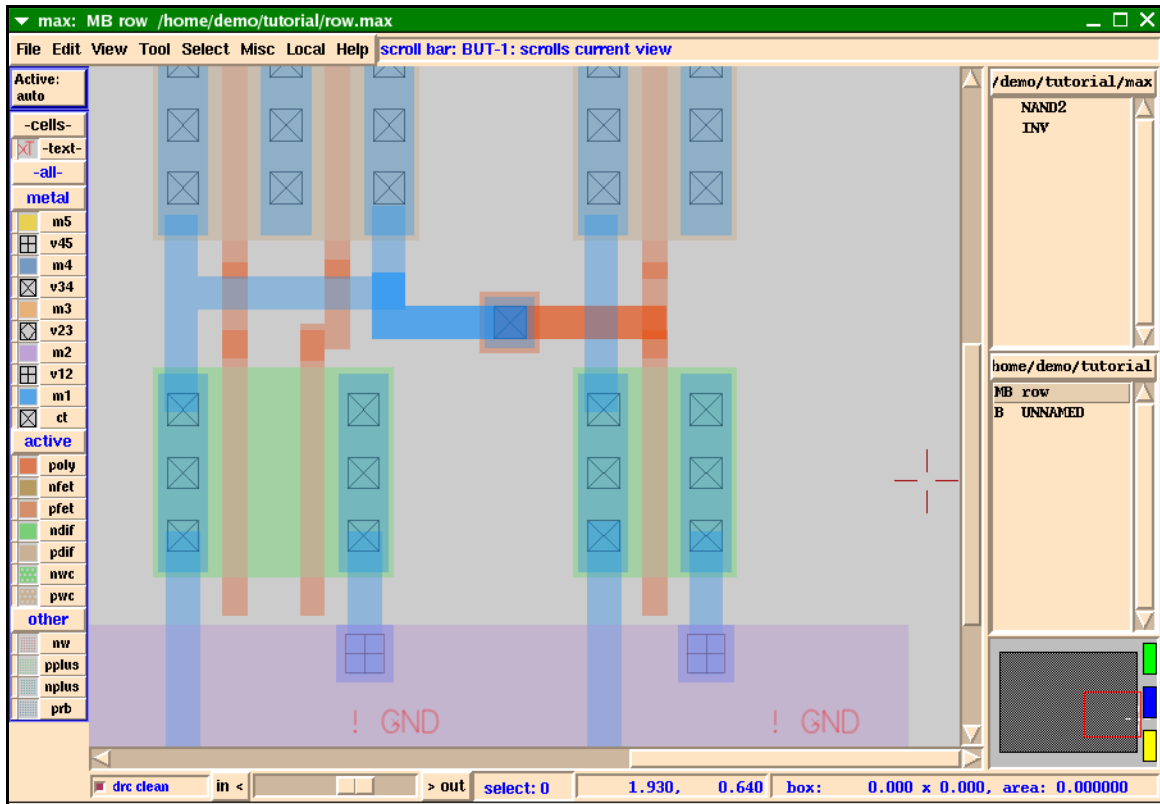 max: MB row /home/demo/tutorial/row.max
File Edit View Tool Select Misc Local Help
scroll bar: BUT-1: scrolls current view
Active:
auto
-cells-
xT -text-
-all-
metal
m5
v45
m4
v34
m3
v23
m2
v12
m1
ct
active
poly
nfet
pfet
ndif
pdif
nwc
pwc
other
nw
pplus
nplus
prb
! GND
! GND
/demo/tutorial/max
NAND2
INV
home/demo/tutorial
MB row
B UNNAMED
drc clean
in <
> out
select: 0
1.930, 0.640
box: 0.000 x 0.000, area: 0.000000